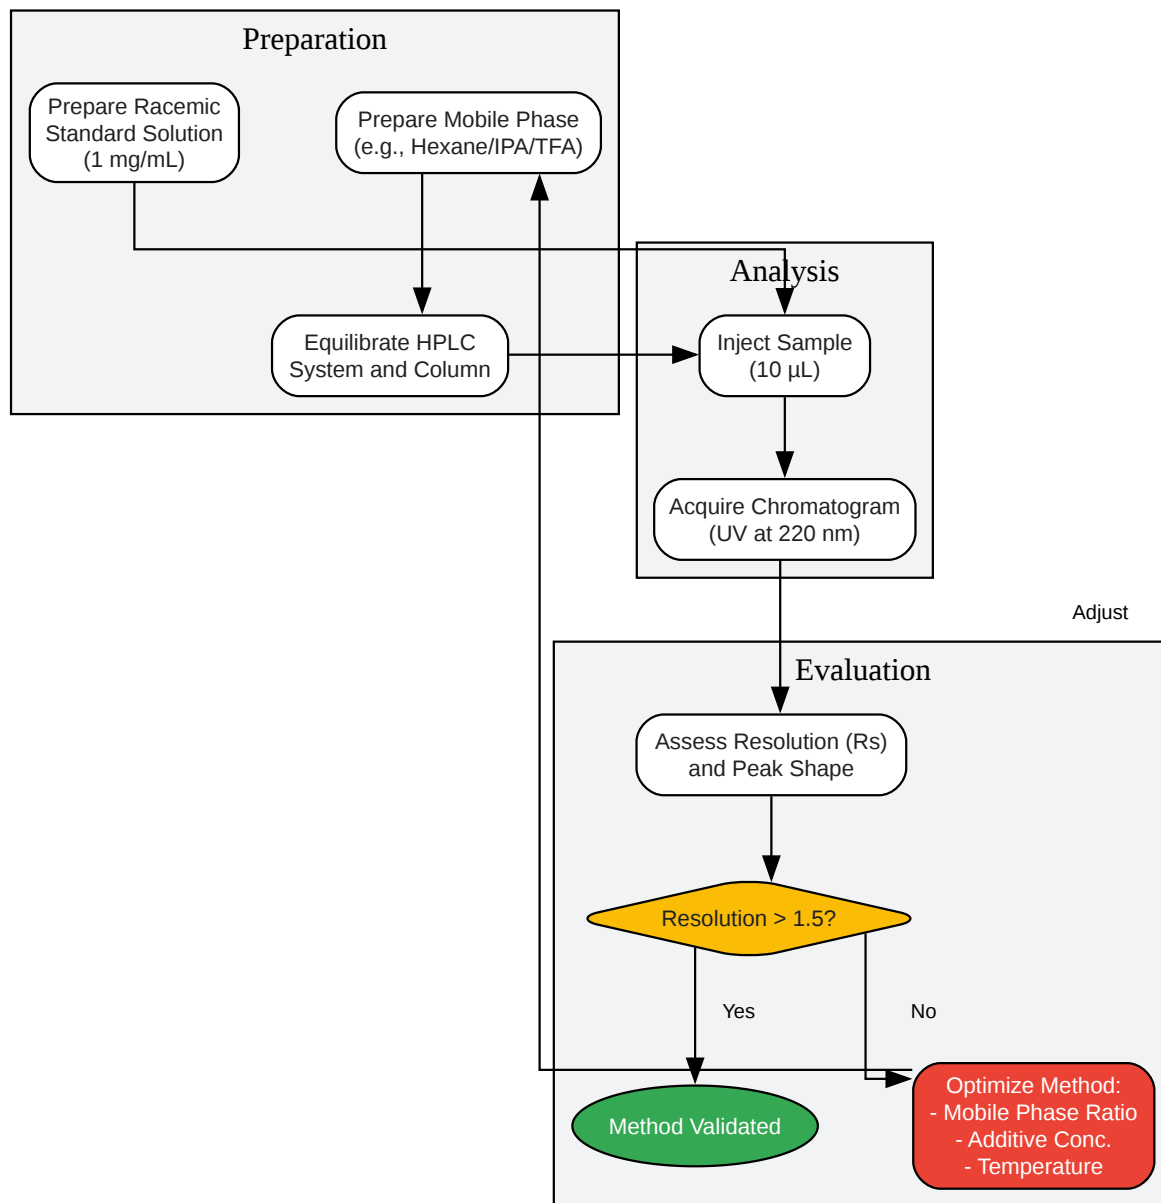 Preparation
Prepare Racemic
Standard Solution
(1 mg/mL)
Prepare Mobile Phase
(e.g., Hexane/IPA/TFA)
Equilibrate HPLC
System and Column
Analysis
Inject Sample
(10 µL)
Acquire Chromatogram
(UV at 220 nm)
Adjust
Evaluation
Assess Resolution (Rs)
and Peak Shape
Resolution > 1.5?
Yes
No
Method Validated
Optimize Method:
- Mobile Phase Ratio
- Additive Conc.
- Temperature